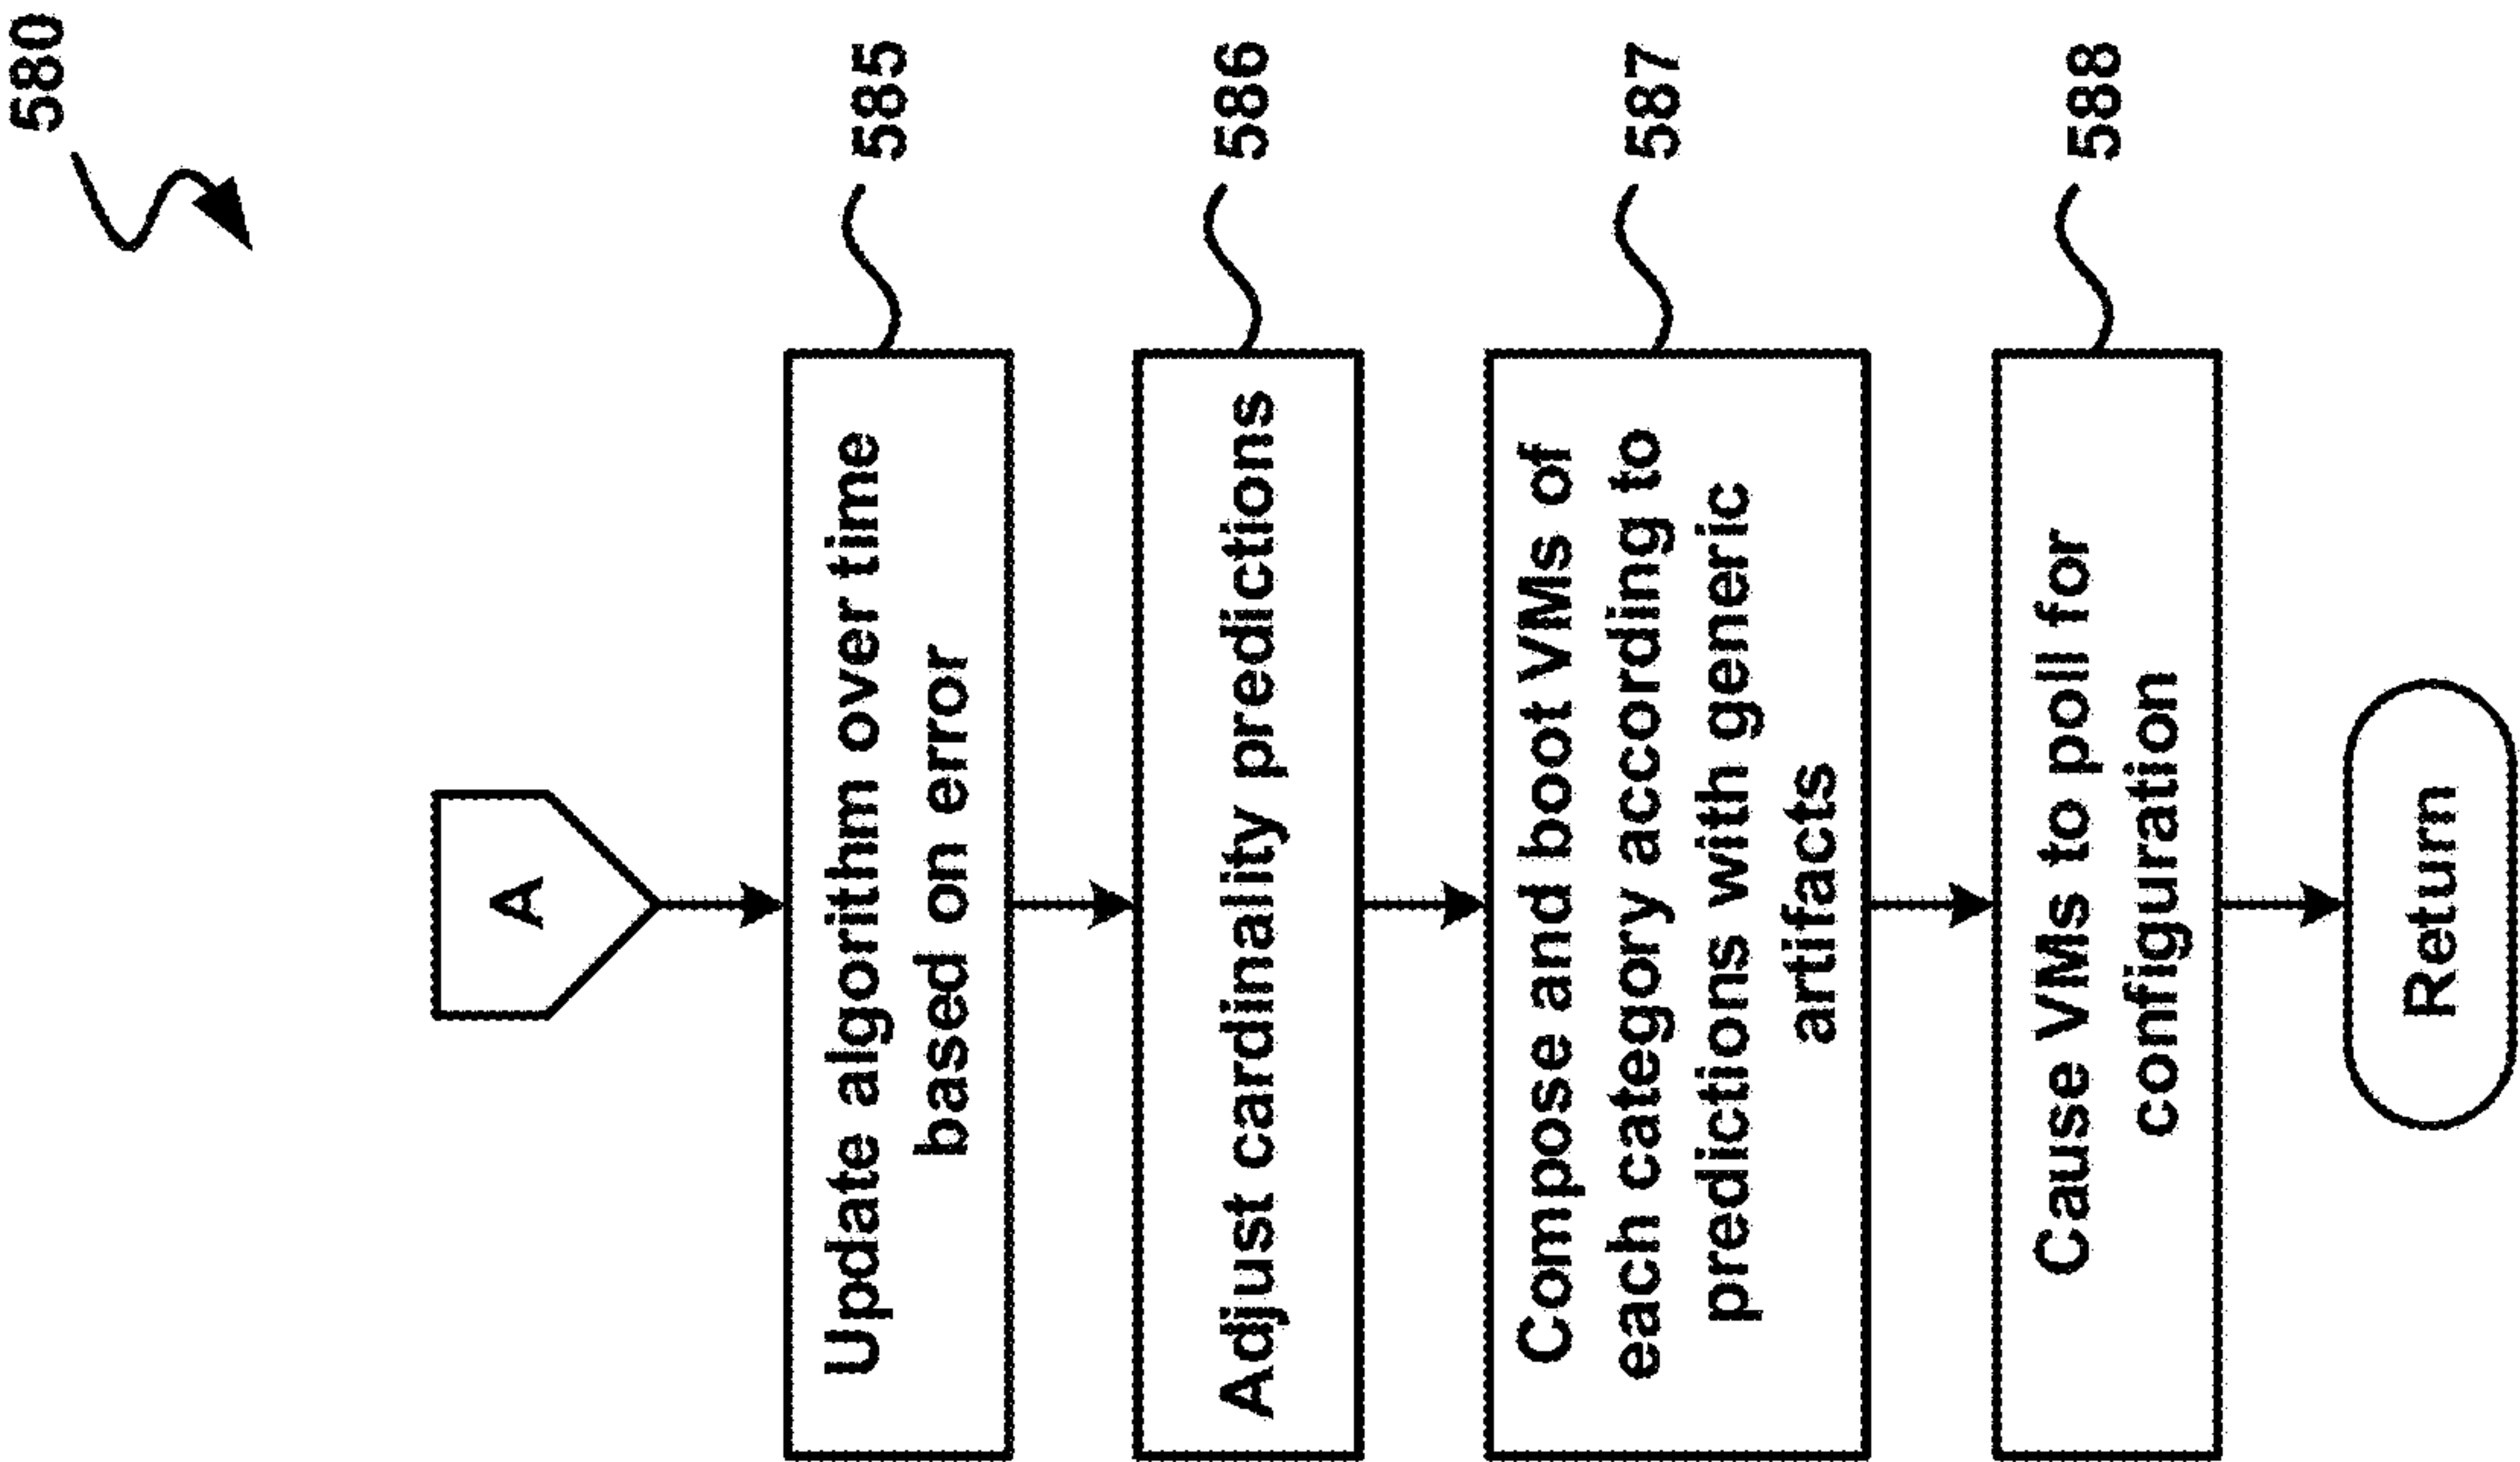 580
A
Update algorithm over time
based on error
585
Adjust cardinality predictions
586
Compose and boot VMs of
each category according to
predictions with generic
artifacts
587
Cause VMs to poll for
configuration
588
Return